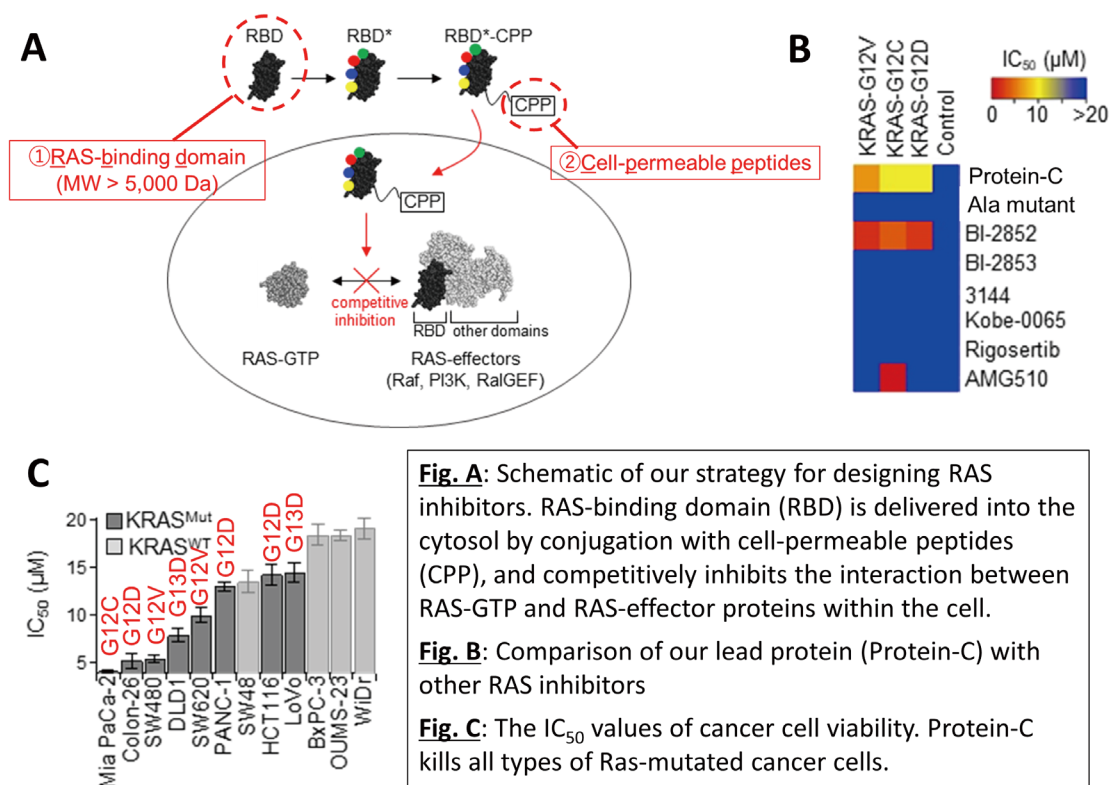 A
RBD
RBD*
RBD*-CPP
CPP
①RAS-binding domain
(MW > 5,000 Da)
②Cell-permeable peptides
CPP
competitive
inhibition
RBD
other domains
RAS-GTP
RAS-effectors
(Raf, PI3K, RalGEF)
B
KRAS-G12V
KRAS-G12C
KRAS-G12D
Control
IC50 (μM)
0 10 >20
Protein-C
Ala mutant
BI-2852
BI-2853
3144
Kobe-0065
Rigosertib
AMG510
C
KRASMut
KRASWT
IC50 (μM)
20
15
10
5
G12C
G12D
G12V
G13D
G12V
G12D
G12D
G13D
Mia PaCa-2
Colon-26
SW480
DLD1
SW620
PANC-1
SW48
HCT116
LoVo
BxPC-3
OUMS-23
WiDr
Fig. A: Schematic of our strategy for designing RAS
inhibitors. RAS-binding domain (RBD) is delivered into the
cytosol by conjugation with cell-permeable peptides
(CPP), and competitively inhibits the interaction between
RAS-GTP and RAS-effector proteins within the cell.
Fig. B: Comparison of our lead protein (Protein-C) with
other RAS inhibitors
Fig. C: The IC50 values of cancer cell viability. Protein-C
kills all types of Ras-mutated cancer cells.